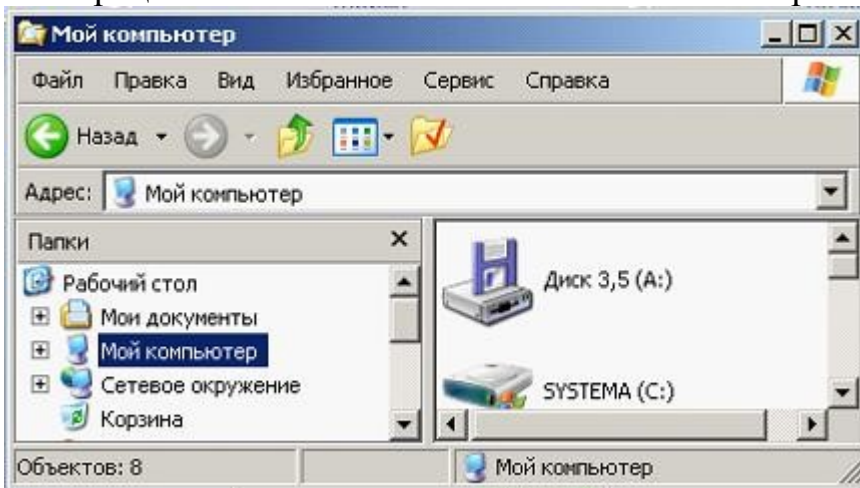 Мой компьютер
Файл Правка Вид Избранное Сервис Справка
Назад
Адрес: Мой компьютер
Папки
Рабочий стол
Мои документы
Мой компьютер
Сетевое окружение
Корзина
Диск 3,5 (A:)
SYSTEMA (C:)
Объектов: 8
Мой компьютер